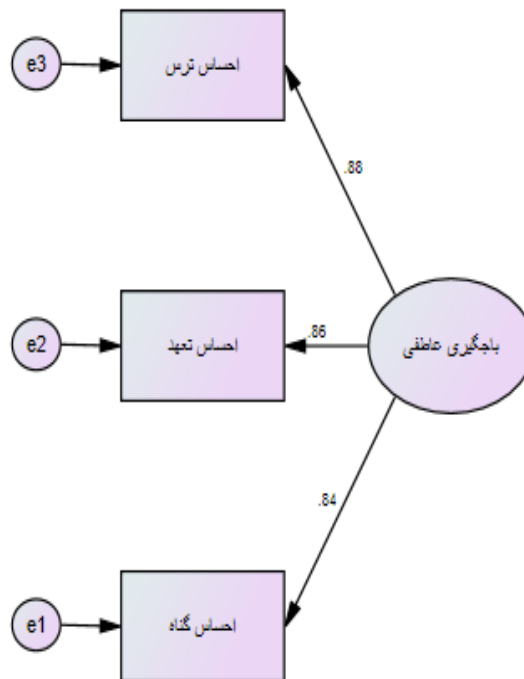 e3
احساس ترس
.88
e2
احساس تعهد
.86
باجگیری عاطفی
.84
e1
احساس گناه